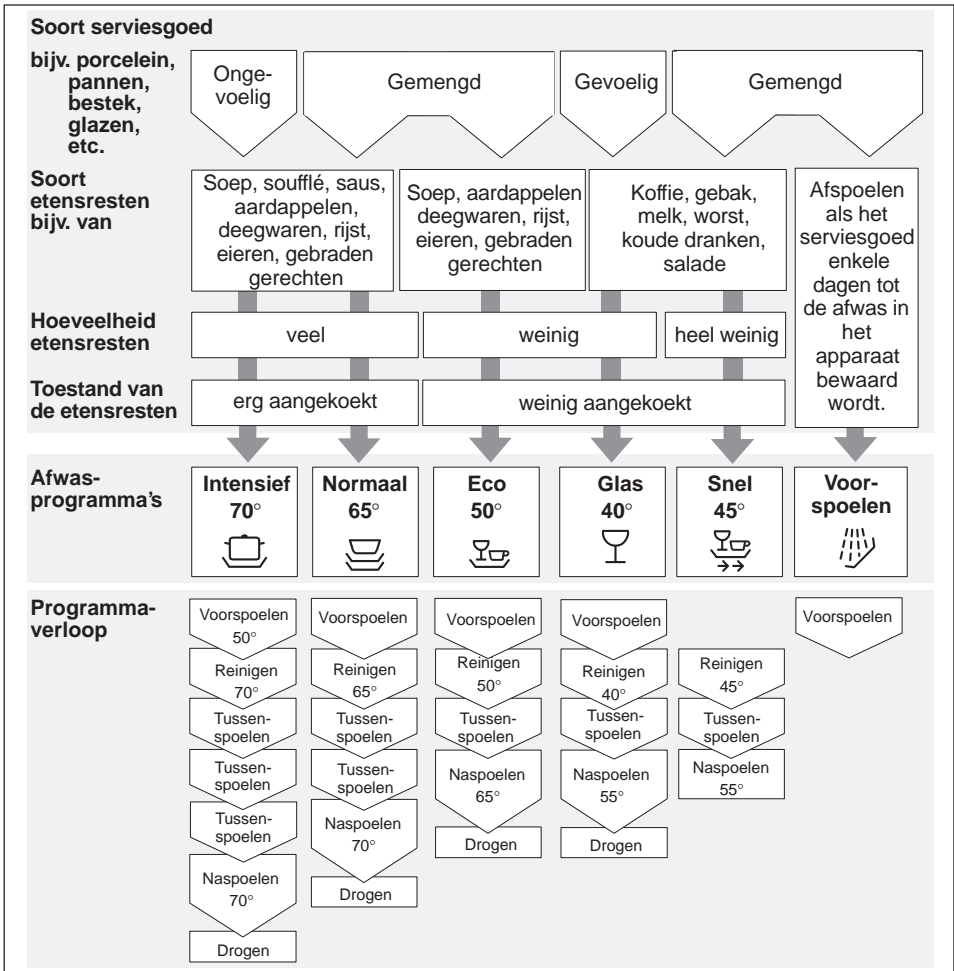 Soort serviesgoed
bijv. porcelein,
pannen,
bestek,
glazen,
etc.
Onge-
voelig
Gemengd
Gevoelig
Gemengd
Soort
etensresten
bijv. van
Soep, soufflé, saus,
aardappelen,
deegwaren, rijst,
eieren, gebraden
gerechten
Soep, aardappelen
deegwaren, rijst,
eieren, gebraden
gerechten
Koffie, gebak,
melk, worst,
koude dranken,
salade
Afspoelen
als het
serviesgoed
enkele
dagen tot
de afwas in
het
apparaat
bewaard
wordt.
Hoeveelheid
etensresten
veel
weinig
heel weinig
Toestand van
de etensresten
erg aangekoekt
weinig aangekoekt
Afwas-
programma's
Intensief
70°
Normaal
65°
Eco
50°
Glas
40°
Snel
45°
Voor-
spoelen
Programma-
verloop
Voorspoelen
50°
Reinigen
70°
Tussen-
spoelen
Tussen-
spoelen
Tussen-
spoelen
Naspoelen
70°
Drogen
Voorspoelen
Reinigen
65°
Tussen-
spoelen
Tussen-
spoelen
Naspoelen
70°
Drogen
Voorspoelen
Reinigen
50°
Tussen-
spoelen
Naspoelen
65°
Drogen
Voorspoelen
Reinigen
40°
Tussen-
spoelen
Naspoelen
55°
Drogen
Reinigen
45°
Tussen-
spoelen
Naspoelen
55°
Voorspoelen